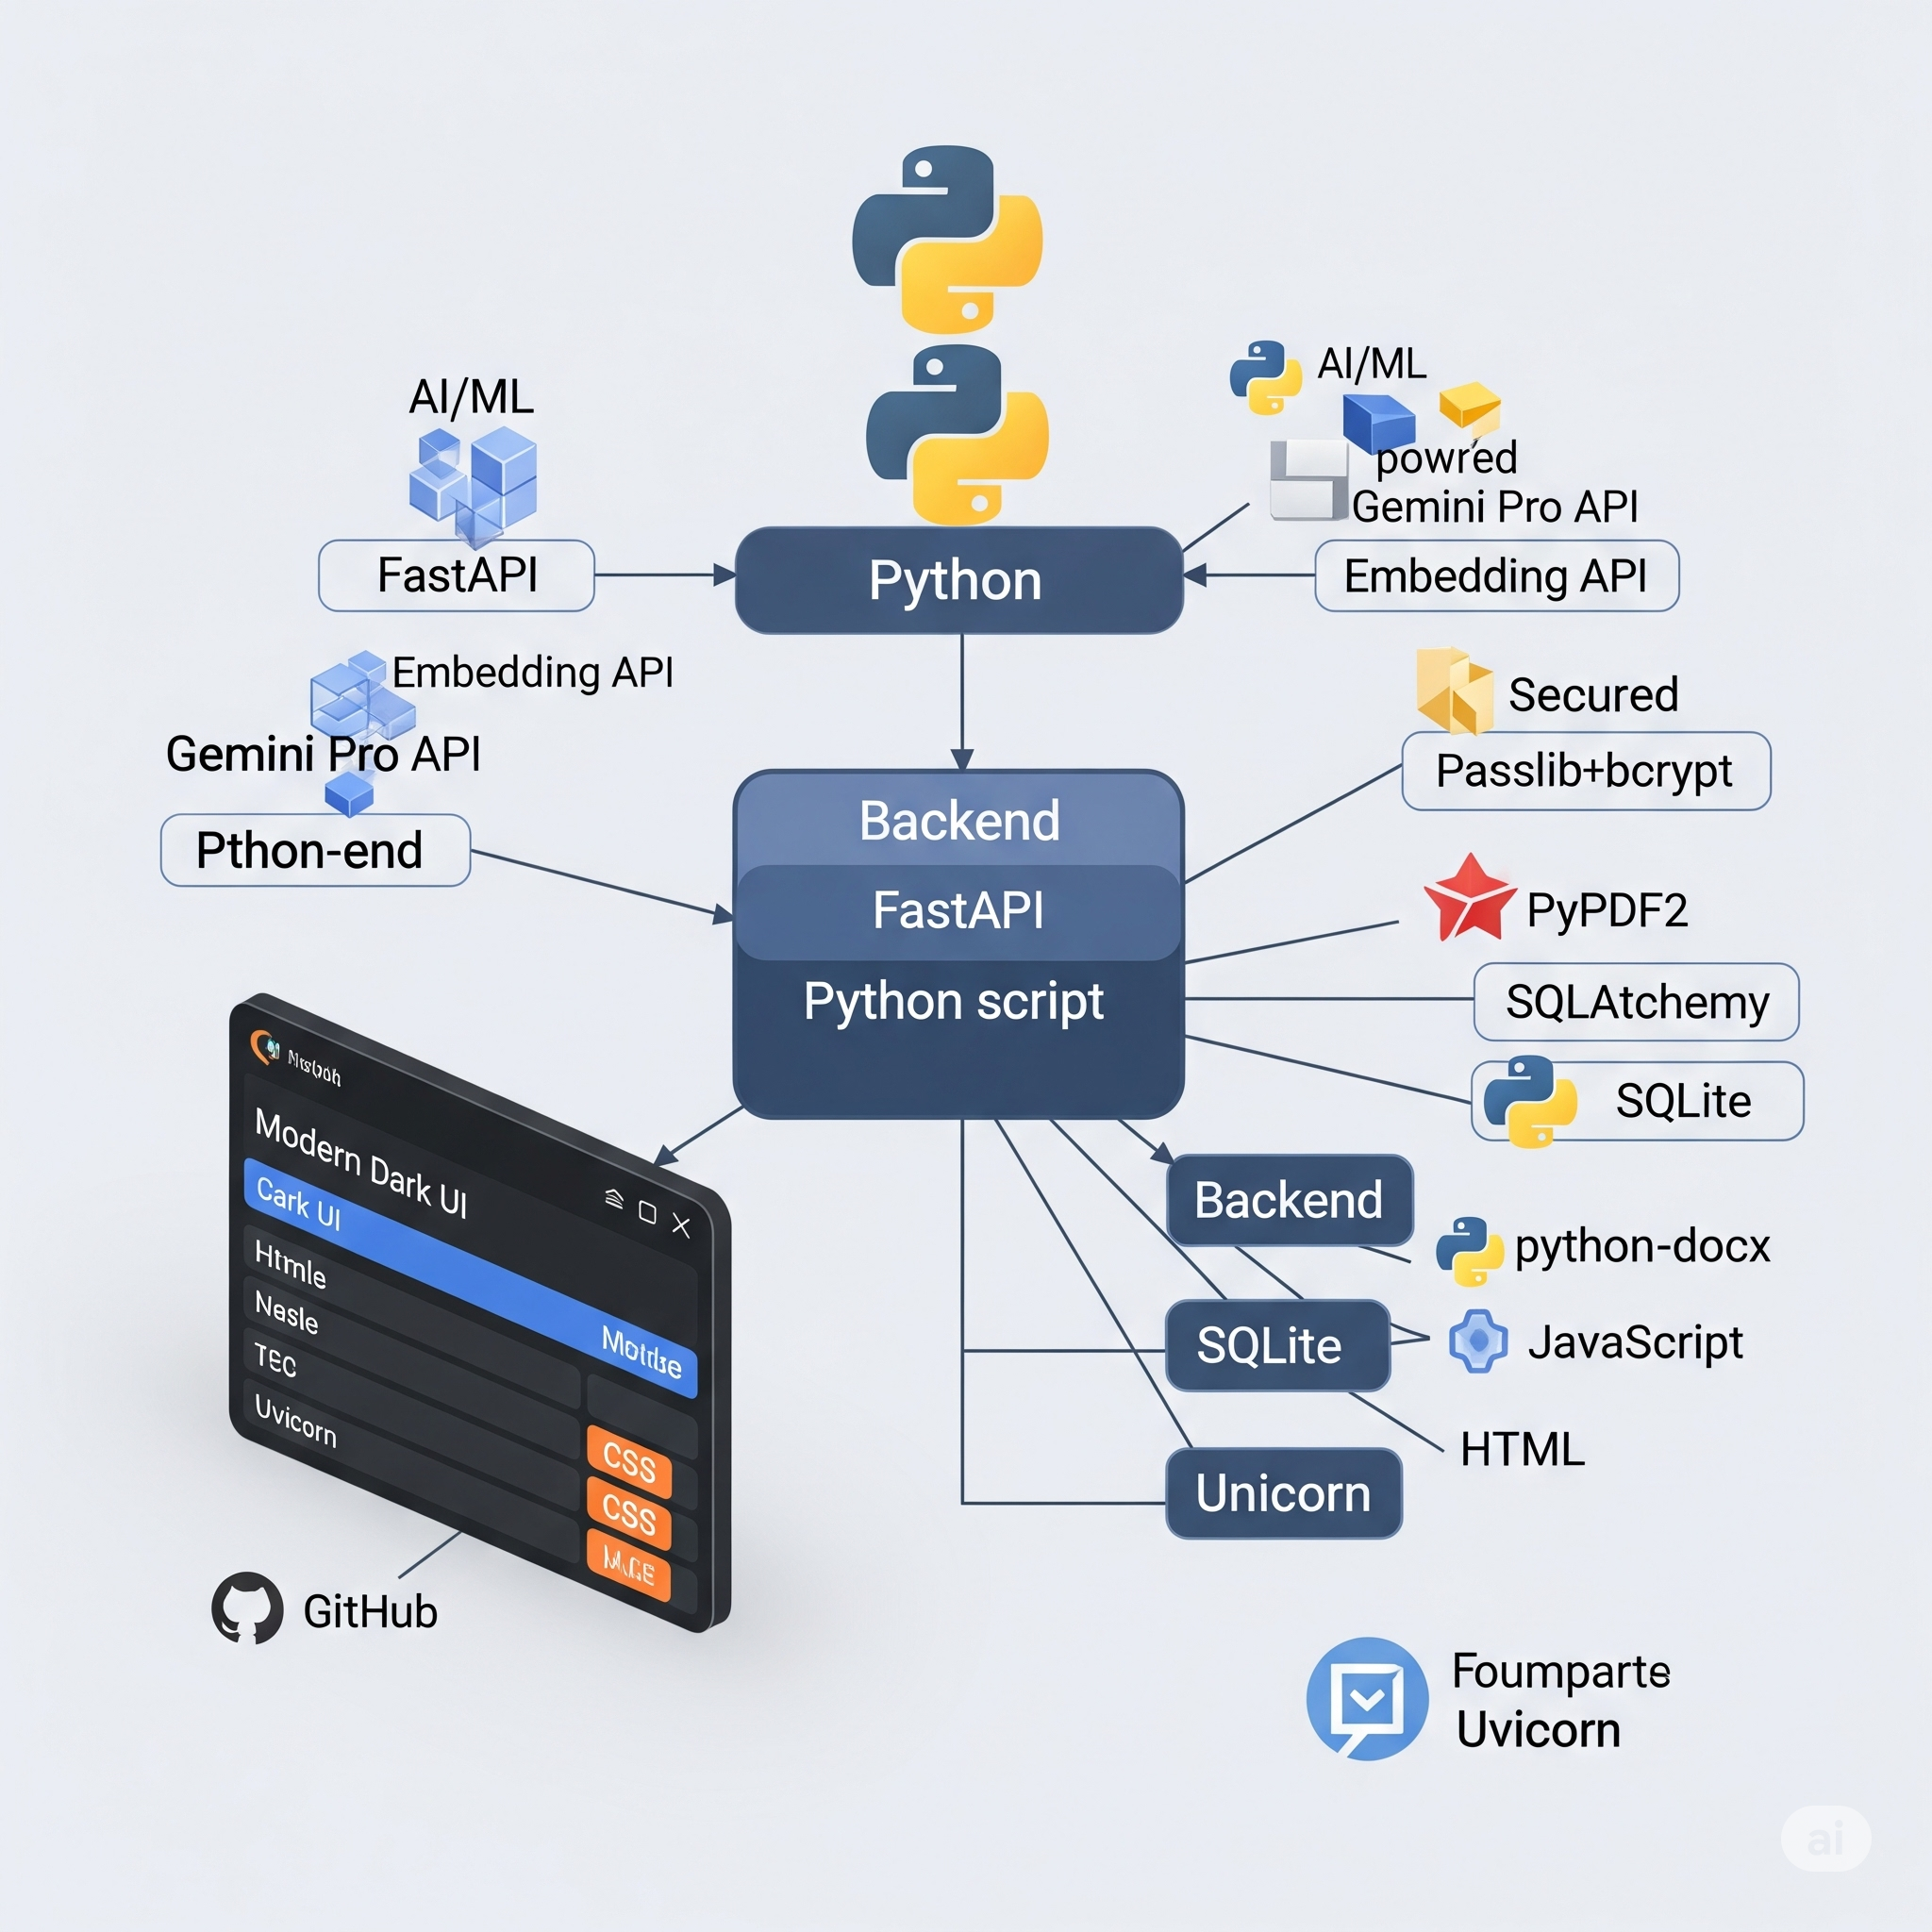 AI/ML
FastAPI
Embedding API
Gemini Pro API
Pthon-end
Python
AI/ML
powred
Gemini Pro API
Embedding API
Secured
Passlib+bcrypt
Backend
FastAPI
Python script
PyPDF2
SQLAtchemy
SQLite
Modern Dark UI
Cark UI
Htmle
Nesle
TEC
Uvicorn
CSS
CSS
GitHub
Backend
python-docx
SQLite
JavaScript
HTML
Unicorn
Foumparts
Uvicorn
ai